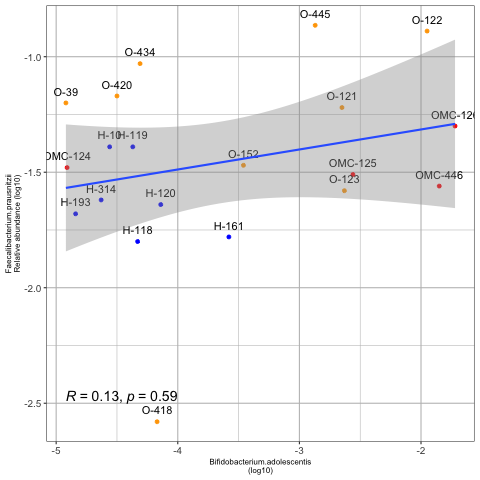 O-445
O-122
-1.0
O-434
O-420
O-39
O-121
OMC-126
H-119
-1.5
OMC-124
O-152
OMC-125
OMC-446
O-123
H-314
H-193
H-120
H-118
H-161
-2.0
R = 0.13, p = 0.59
-2.5
O-418
-5
-4
-3
-2
Faecalibacterium.prausnitzii
Relative abundante (log10)
Bifidobacterium.adolescentis
(log10)